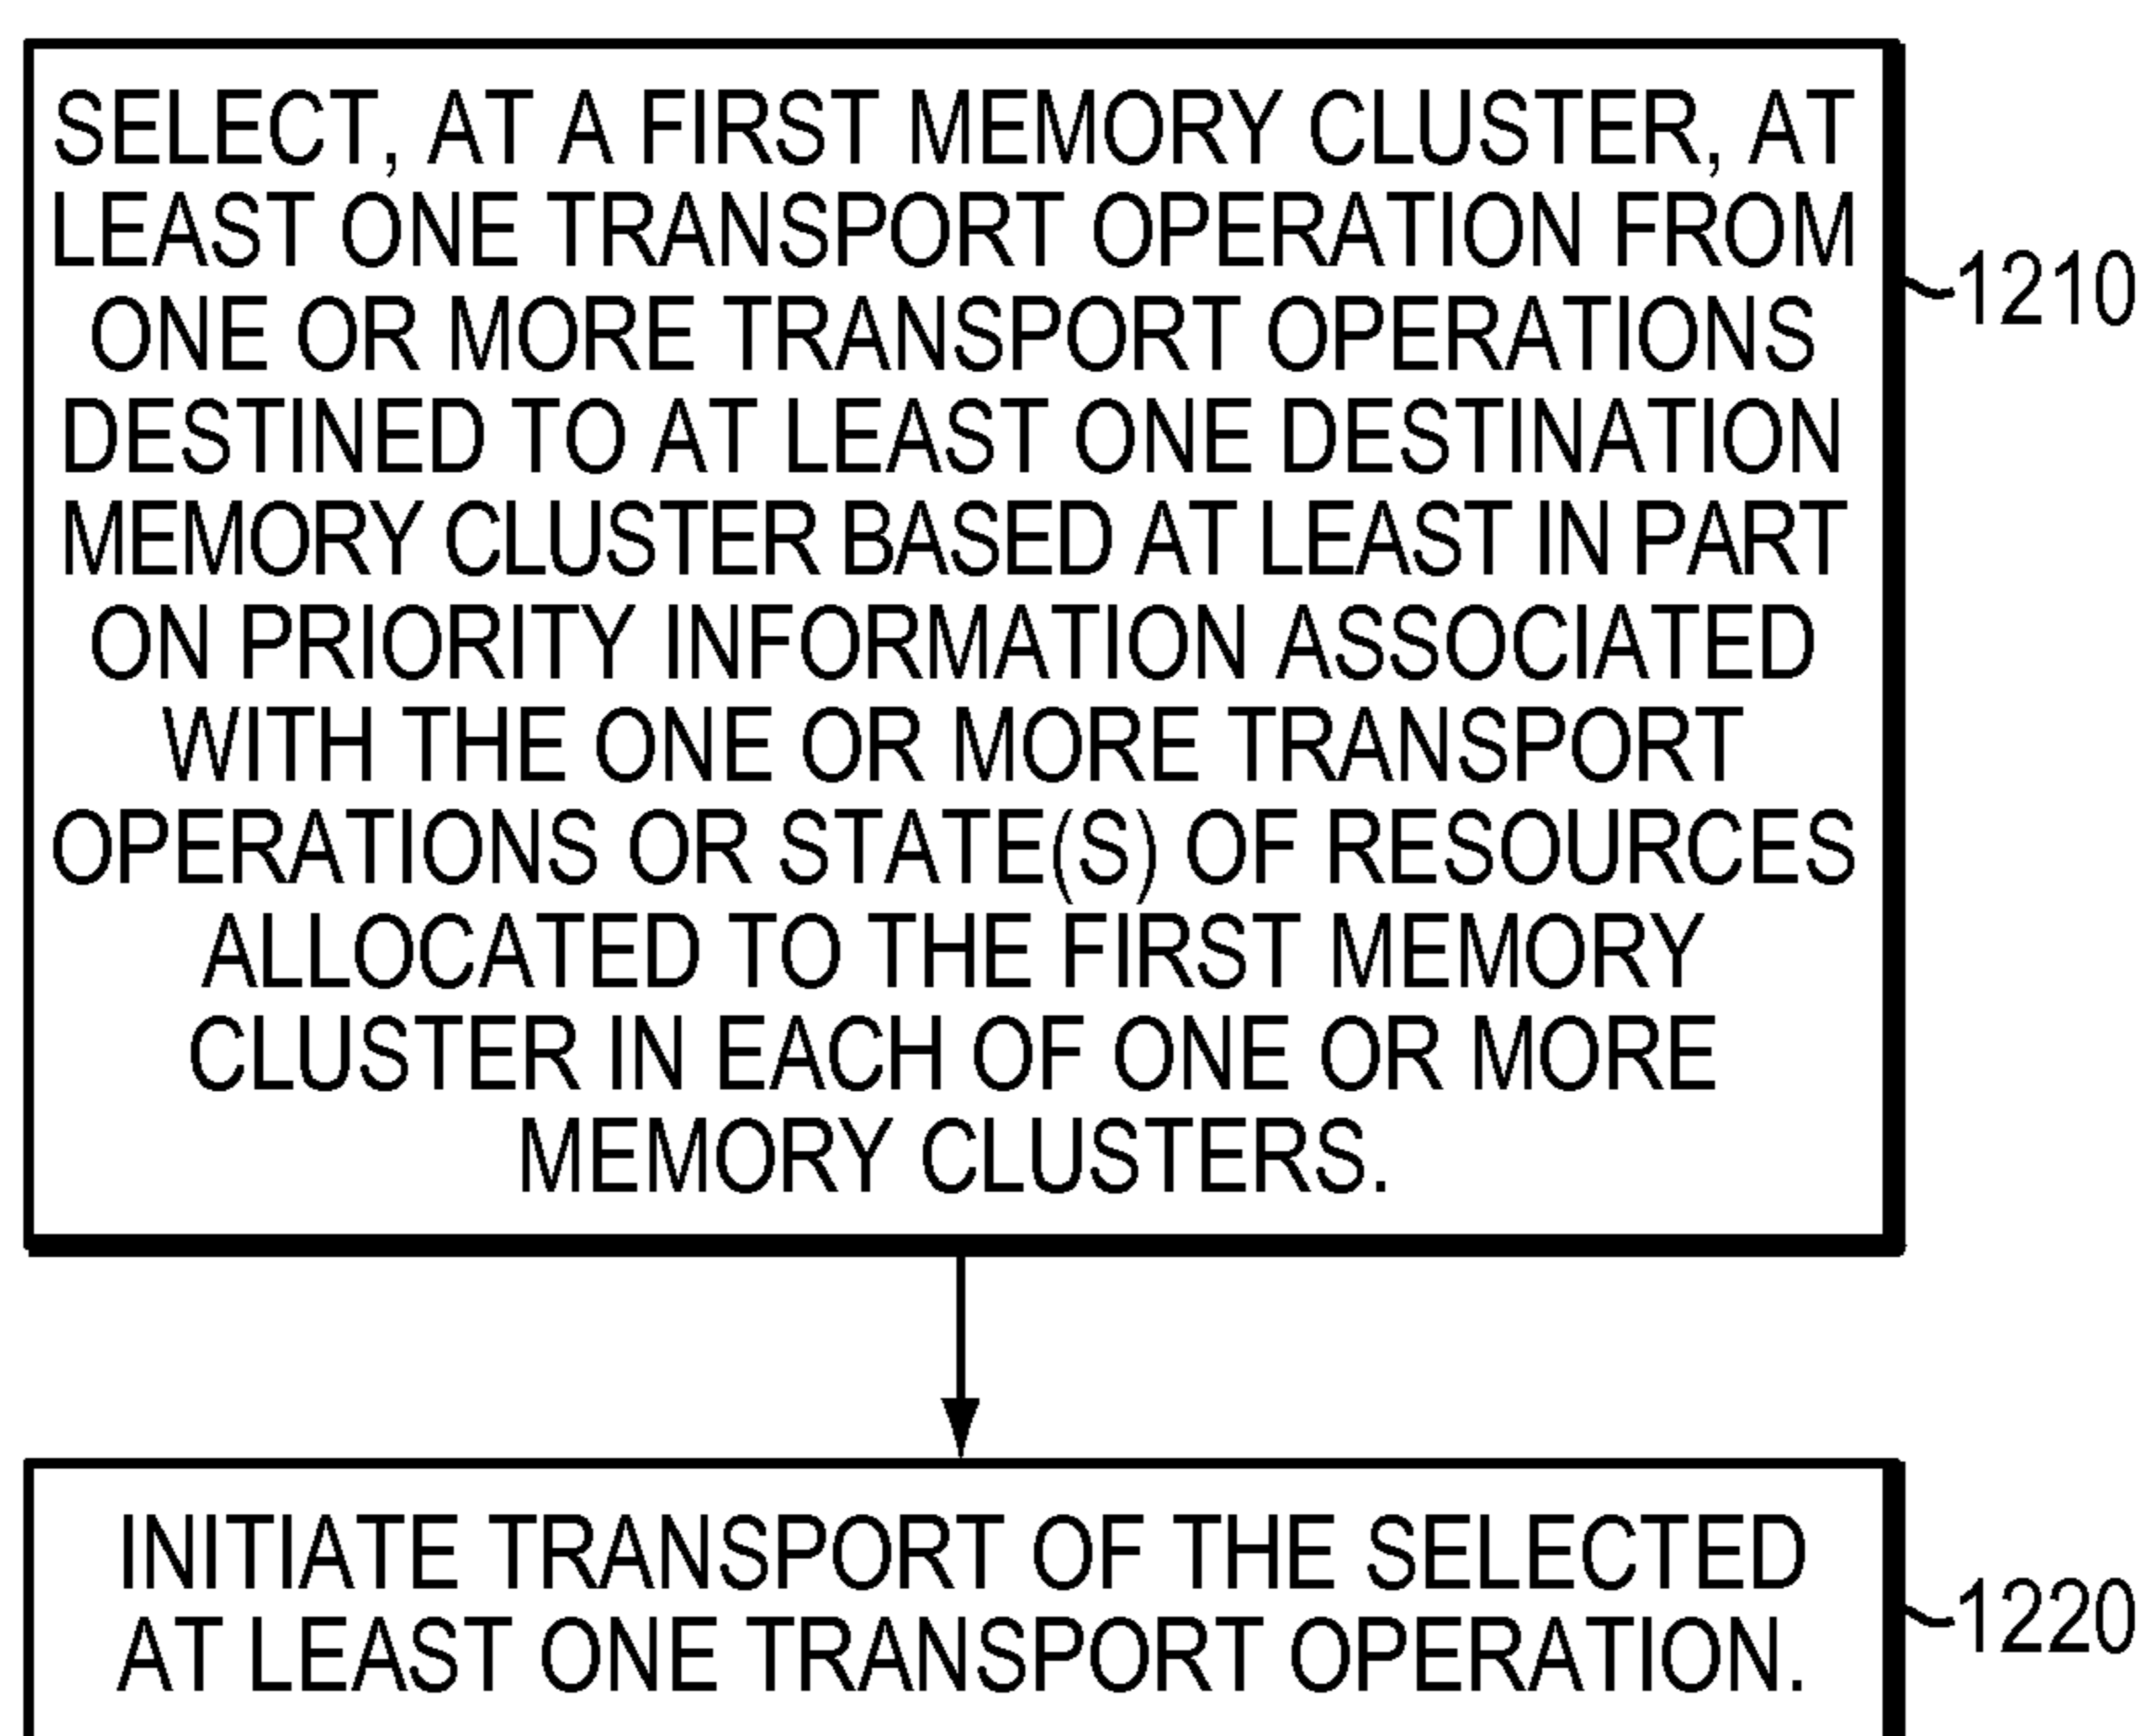 SELECT, AT A FIRST MEMORY CLUSTER, AT
LEAST ONE TRANSPORT OPERATION FROM
ONE OR MORE TRANSPORT OPERATIONS
DESTINED TO AT LEAST ONE DESTINATION
MEMORY CLUSTER BASED AT LEAST IN PART
ON PRIORITY INFORMATION ASSOCIATED
WITH THE ONE OR MORE TRANSPORT
OPERATIONS OR STATE(S) OF RESOURCES
ALLOCATED TO THE FIRST MEMORY
CLUSTER IN EACH OF ONE OR MORE
MEMORY CLUSTERS.
1210
INITIATE TRANSPORT OF THE SELECTED
AT LEAST ONE TRANSPORT OPERATION.
1220